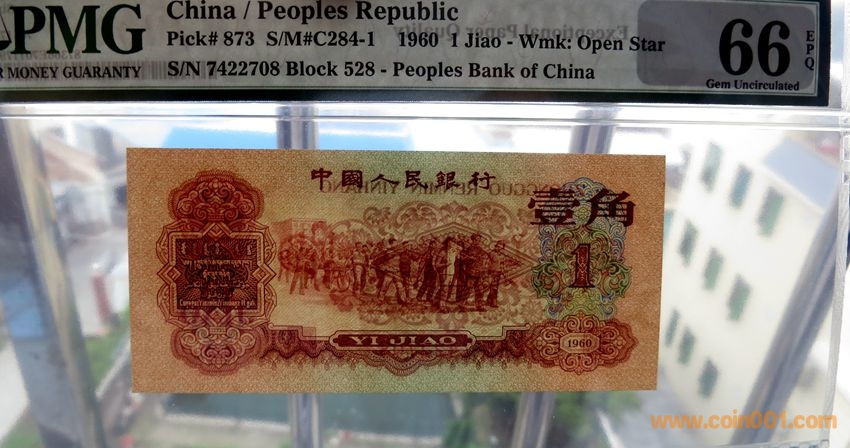 PMG
China / Peoples Republic
Pick# 873 S/M#C284-1 1960 1 Jiao - Wmk: Open Star
MONEY GUARANTY
S/N 7422708 Block 528 - Peoples Bank of China
66
EPQ
Gem Uncirculated
中國人民銀行
壹角
1
YI JIAO
1960
www.coin001.com